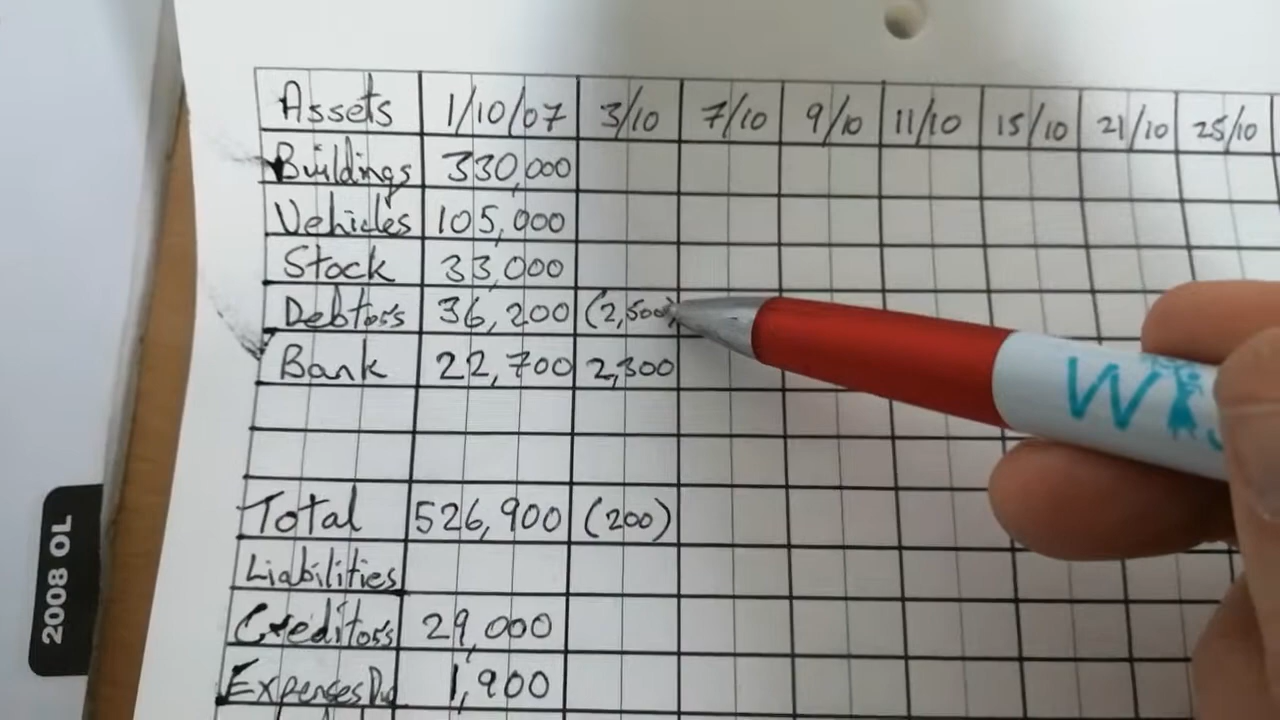 Assets 1/10/07 3/10 7/10 9/10 11/10 15/10 21/10 25/10
Buildings 330,000
Vehicles 105,000
Stock 33,000
Debtors 36,200 (2,500)
Bank 22,700 2,300
Total 526,900 (200)
Liabilities
Creditors 29,000
Expenses Due 1,900
2008 OL